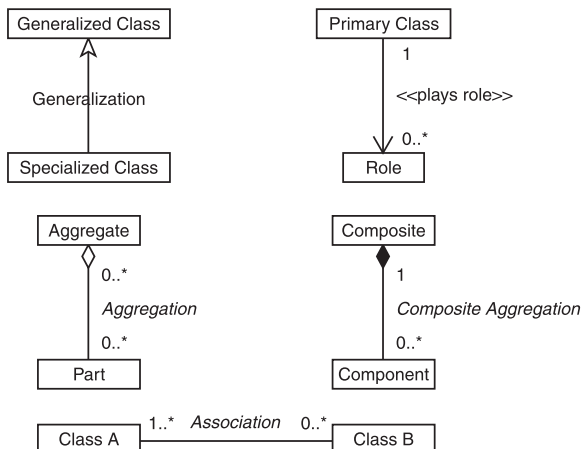 Generalized Class
Generalization
Specialized Class
Primary Class
1
<<plays role>>
0..*
Role
Aggregate
0..*
Aggregation
0..*
Part
Composite
1
Composite Aggregation
0..*
Component
Class A
1..* Association 0..*
Class B